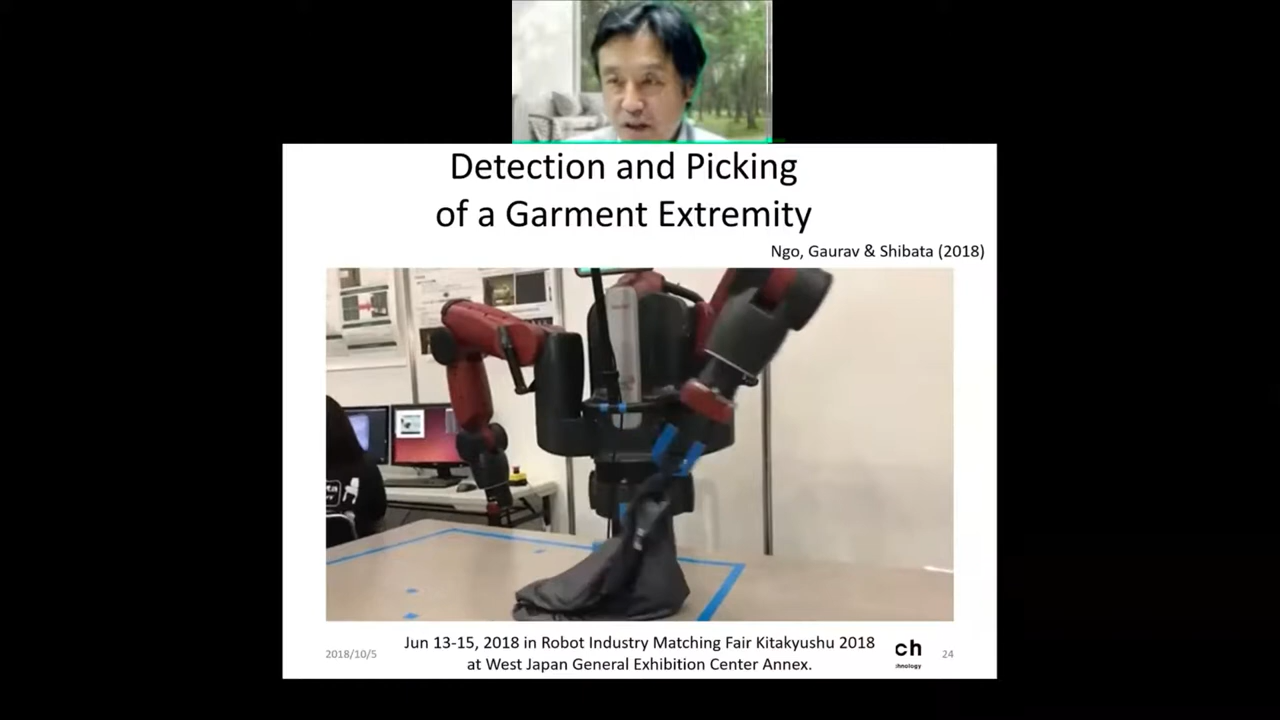 Detection and Picking
of a Garment Extremity
Ngo, Gaurav & Shibata (2018)
Jun 13-15, 2018 in Robot Industry Matching Fair Kitakyushu 2018
at West Japan General Exhibition Center Annex.
2018/10/5
ch
hnology
24